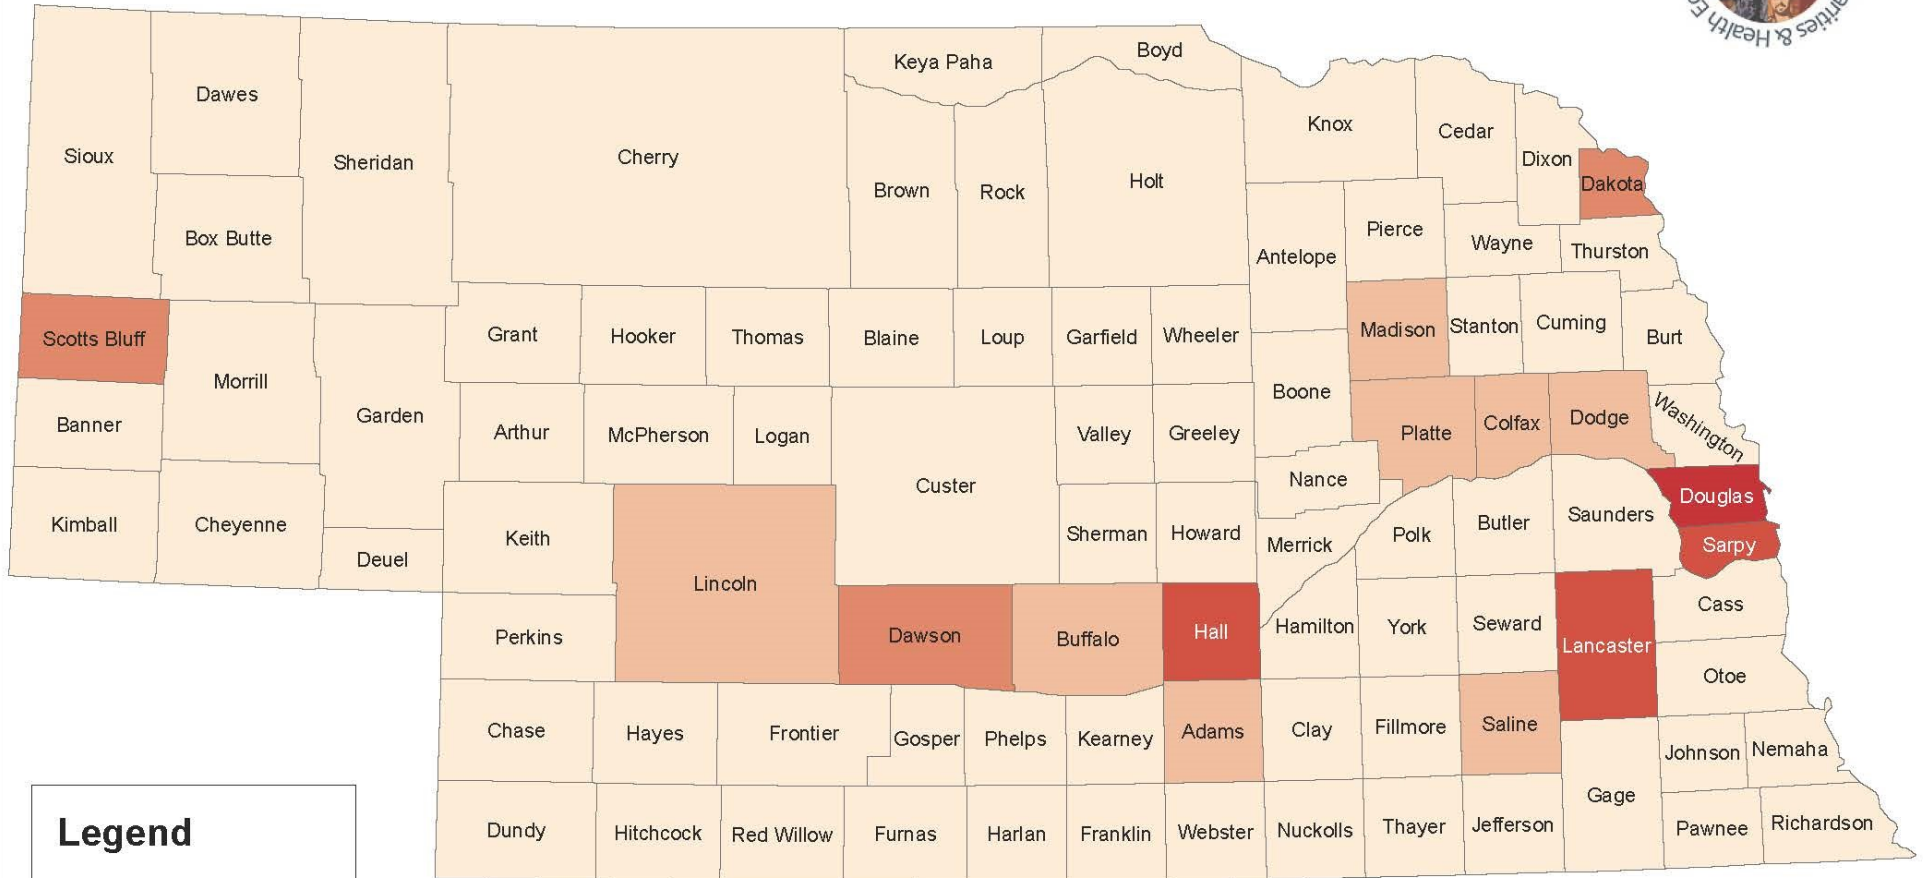 arities & Health E
Keya Paha
Boyd
Dawes
Knox
Cedar
Sioux
Sheridan
Cherry
Brown
Rock
Holt
Dixon
Dakota
Box Butte
Pierce
Wayne
Thurston
Antelope
Scotts Bluff
Grant
Hooker
Thomas
Blaine
Loup
Garfield
Wheeler
Madison
Stanton
Cuming
Burt
Morrill
Garden
Boone
Banner
Arthur
McPherson
Logan
Valley
Greeley
Platte
Colfax
Dodge
Washington
Custer
Nance
Douglas
Kimball
Cheyenne
Keith
Sherman
Howard
Merrick
Polk
Butler
Saunders
Sarpy
Deuel
Lincoln
Cass
Perkins
Dawson
Buffalo
Hall
Hamilton
York
Seward
Lancaster
Otoe
Chase
Hayes
Frontier
Gosper
Phelps
Kearney
Adams
Clay
Fillmore
Saline
Johnson
Nemaha
Gage
Legend
Dundy
Hitchcock
Red Willow
Furnas
Harlan
Franklin
Webster
Nuckolls
Thayer
Jefferson
Pawnee
Richardson